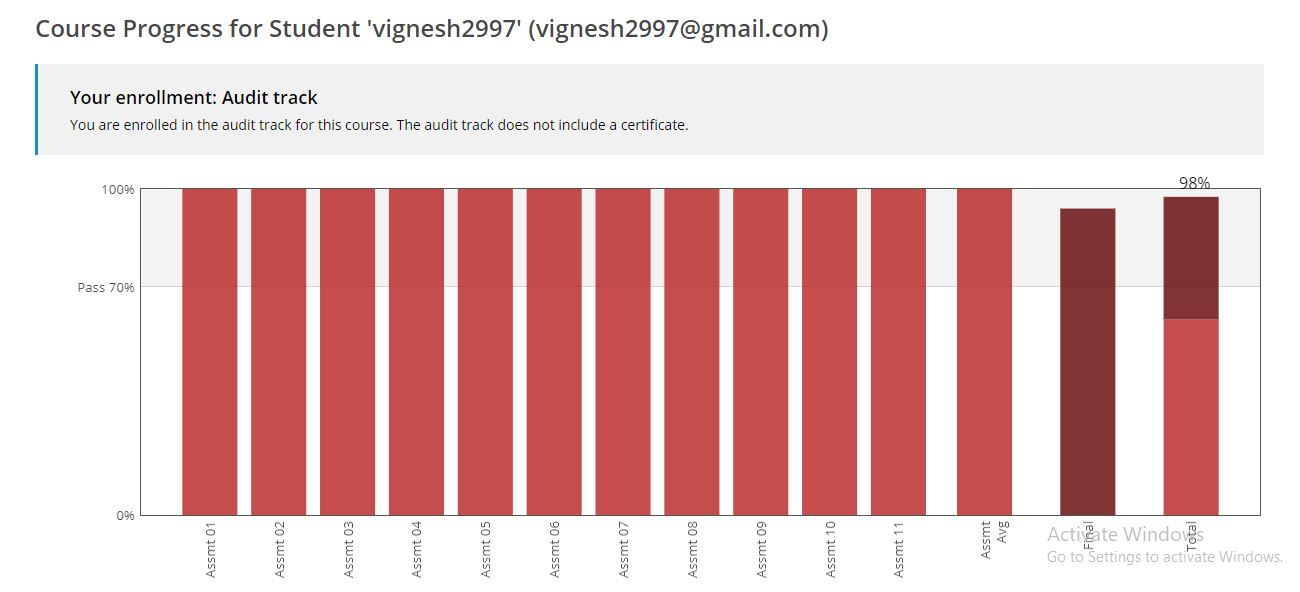 Course Progress for Student 'vignesh2997' (vignesh2997@gmail.com)
Your enrollment: Audit track
You are enrolled in the audit track for this course. The audit track does not include a certificate.
98%
100%
Pass 70%
0%
Assmt 01
Assmt 02
Assmt 03
Assmt 04
Assmt 05
Assmt 06
Assmt 07
Assmt 08
Assmt 09
Assmt 10
Assmt 11
Assmt
Avg
Final
Total
Activate Windows
Go to Settings to activate Windows.